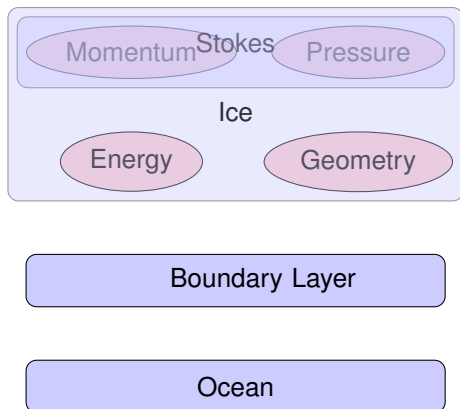 Momentum Stokes Pressure
Ice
Energy Geometry
Boundary Layer
Ocean